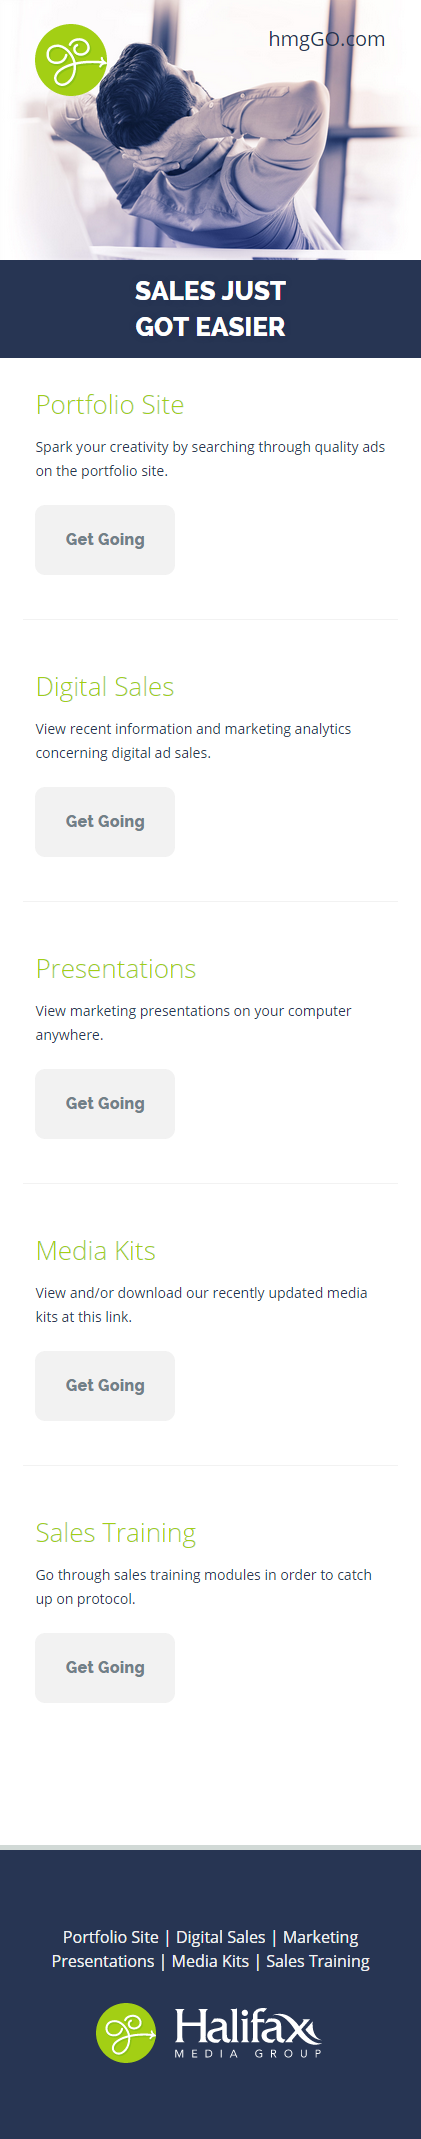 hmgGO.com
SALES JUST
GOT EASIER
Portfolio Site
Spark your creativity by searching through quality ads
on the portfolio site.
Get Going
Digital Sales
View recent information and marketing analytics
concerning digital ad sales.
Get Going
Presentations
View marketing presentations on your computer
anywhere.
Get Going
Media Kits
View and/or download our recently updated media
kits at this link.
Get Going
Sales Training
Go through sales training modules in order to catch
up on protocol.
Get Going
Portfolio Site | Digital Sales | Marketing
Presentations | Media Kits | Sales Training
go
Halifax
MEDIA GROUP